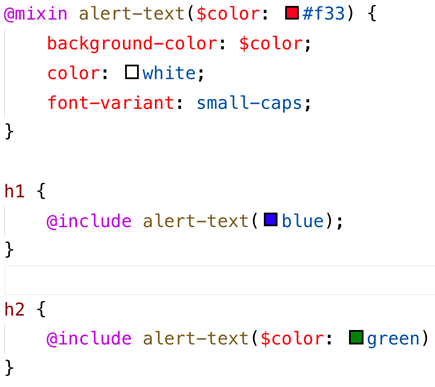 @mixin alert-text($color: #f33) {
    background-color: $color;
    color: white;
    font-variant: small-caps;
}

h1 {
    @include alert-text(blue);
}

h2 {
    @include alert-text($color: green)
}